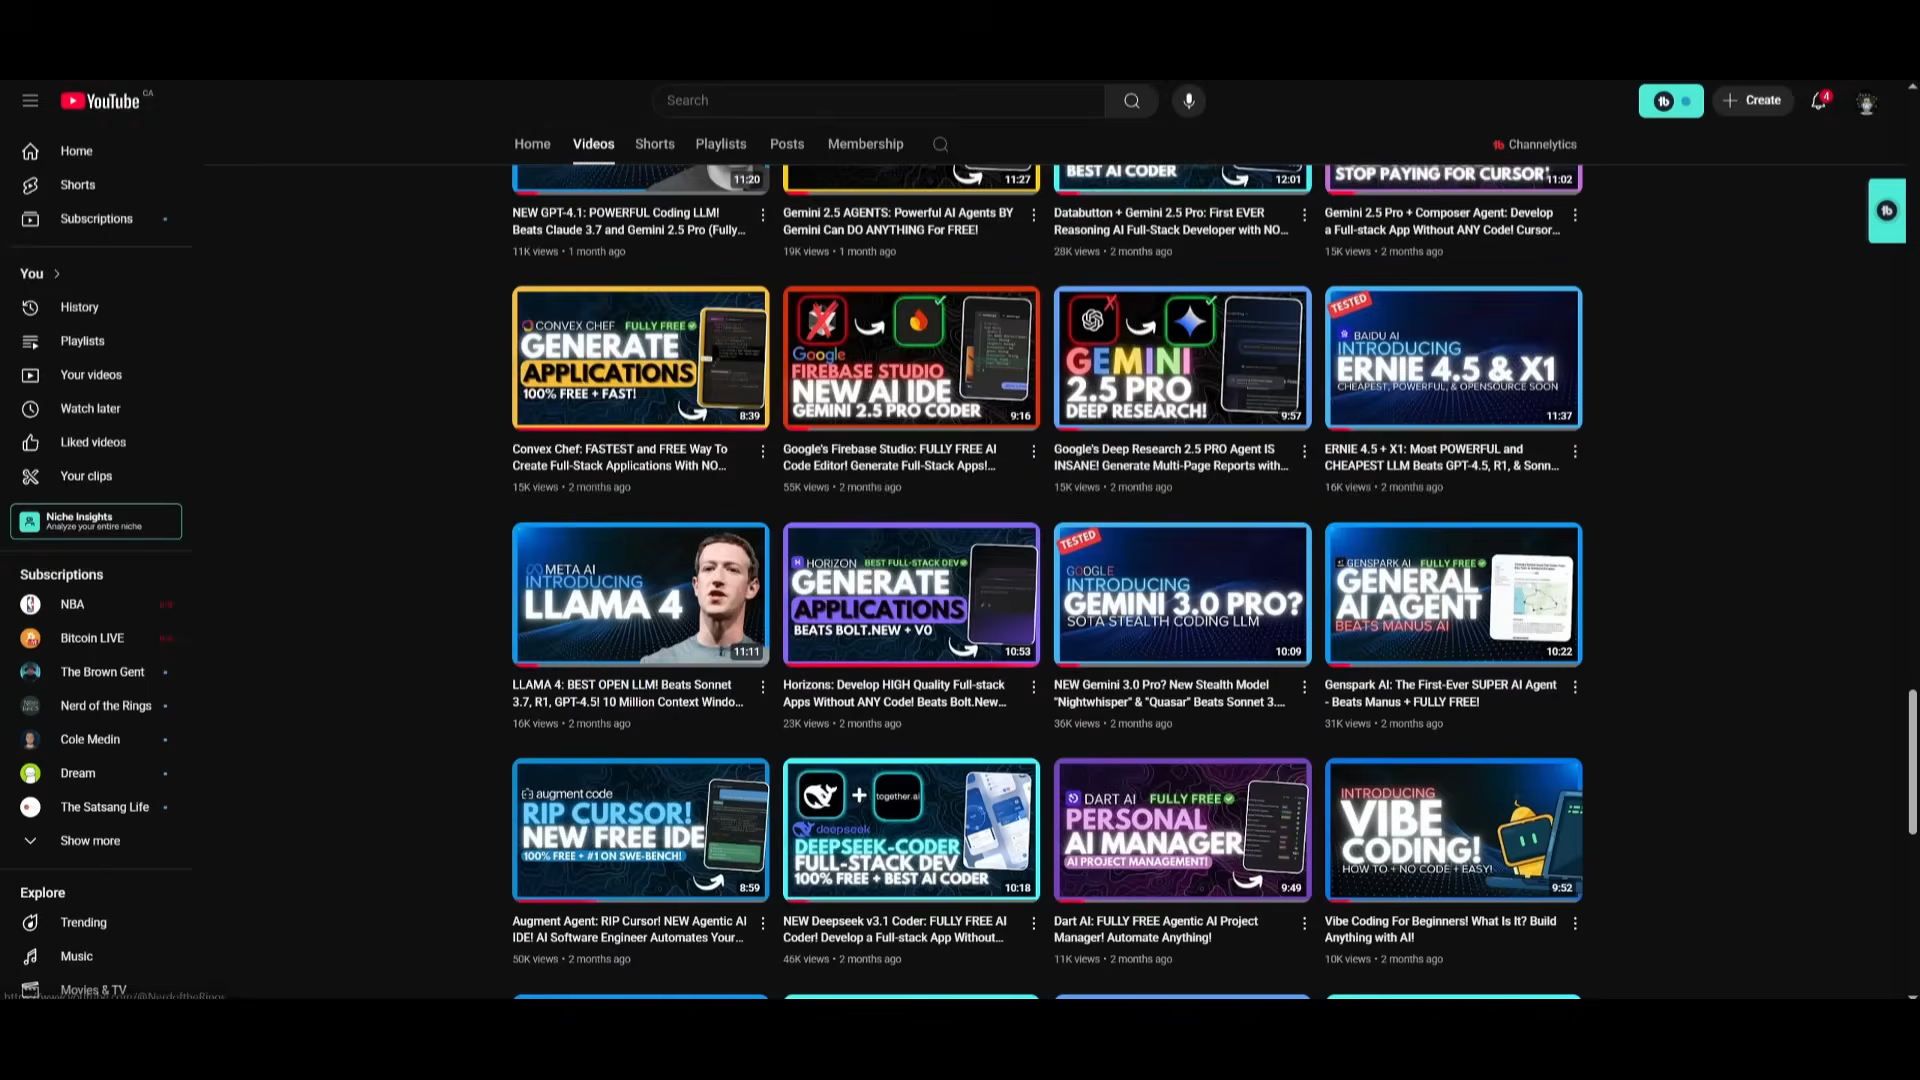 YouTube CA
Search
Create
4
Home
Shorts
Subscriptions
You
History
Playlists
Your videos
Watch later
Liked videos
Your clips
Niche Insights
Analyze your entire niche
Subscriptions
NBA
Bitcoin LIVE
The Brown Gent
Nerd of the Rings
Cole Medin
Dream
The Satsang Life
Show more
Explore
Trending
Music
Movies & TV
Home
Videos
Shorts
Playlists
Posts
Membership
Channelytics
11:20
NEW GPT-4.1: POWERFUL Coding LLM!
Beats Claude 3.7 and Gemini 2.5 Pro (Fully...
11K views • 1 month ago
11:27
Gemini 2.5 AGENTS: Powerful AI Agents BY
Gemini Can DO ANYTHING For FREE!
19K views • 1 month ago
BEST AI CODER
12:01
Databutton + Gemini 2.5 Pro: First EVER
Reasoning AI Full-Stack Developer with NO...
28K views • 2 months ago
STOP PAYING FOR CURSOR!
11:02
Gemini 2.5 Pro + Composer Agent: Develop
a Full-stack App Without ANY Code! Cursor...
15K views • 2 months ago
CONVEX CHEF FULLY FREE
GENERATE
APPLICATIONS
100% FREE + FAST!
8:39
Convex Chef: FASTEST and FREE Way To
Create Full-Stack Applications With NO...
15K views • 2 months ago
Google
FIREBASE STUDIO
NEW AI IDE
GEMINI 2.5 PRO CODER
9:16
Google's Firebase Studio: FULLY FREE AI
Code Editor! Generate Full-Stack Apps!...
55K views • 2 months ago
GEMINI
2.5 PRO
DEEP RESEARCH!
9:57
Google's Deep Research 2.5 PRO Agent IS
INSANE! Generate Multi-Page Reports with...
15K views • 2 months ago
TESTED
BAIDU AI
INTRODUCING
ERNIE 4.5 & X1
CHEAPEST, POWERFUL, & OPENSOURCE SOON
11:37
ERNIE 4.5 + X1: Most POWERFUL and
CHEAPEST LLM Beats GPT-4.5, R1, & Sonn...
16K views • 2 months ago
META AI
INTRODUCING
LLAMA 4
11:11
LLAMA 4: BEST OPEN LLM! Beats Sonnet
3.7, R1, GPT-4.5! 10 Million Context Windo...
16K views • 2 months ago
HORIZON BEST FULL-STACK DEV
GENERATE
APPLICATIONS
BEATS BOLT.NEW + V0
10:53
Horizons: Develop HIGH Quality Full-stack
Apps Without ANY Code! Beats Bolt.New...
23K views • 2 months ago
TESTED
GOOGLE
INTRODUCING
GEMINI 3.0 PRO?
SOTA STEALTH CODING LLM
10:09
NEW Gemini 3.0 Pro? New Stealth Model
"Nightwhisper" & "Quasar" Beats Sonnet 3....
36K views • 2 months ago
GENSPARK AI FULLY FREE
GENERAL
AI AGENT
BEATS MANUS AI
10:22
Genspark AI: The First-Ever SUPER AI Agent
- Beats Manus + FULLY FREE!
31K views • 2 months ago
augment code
RIP CURSOR!
NEW FREE IDE
100% FREE + #1 ON SWE-BENCH!
8:59
Augment Agent: RIP Cursor! NEW Agentic AI
IDE! AI Software Engineer Automates Your...
50K views • 2 months ago
+ together.ai
deepseek
DEEPSEEK-CODER
FULL-STACK DEV
100% FREE + BEST AI CODER
10:18
NEW Deepseek v3.1 Coder: FULLY FREE AI
Coder! Develop a Full-stack App Without...
46K views • 2 months ago
DART AI FULLY FREE
PERSONAL
AI MANAGER
AI PROJECT MANAGEMENT!
9:49
Dart AI: FULLY FREE Agentic AI Project
Manager! Automate Anything!
11K views • 2 months ago
INTRODUCING
VIBE
CODING!
HOW TO + NO CODE + EASY!
9:52
Vibe Coding For Beginners! What Is It? Build
Anything with AI!
10K views • 2 months ago
https://www.youtube.com/@NerdoftheRings